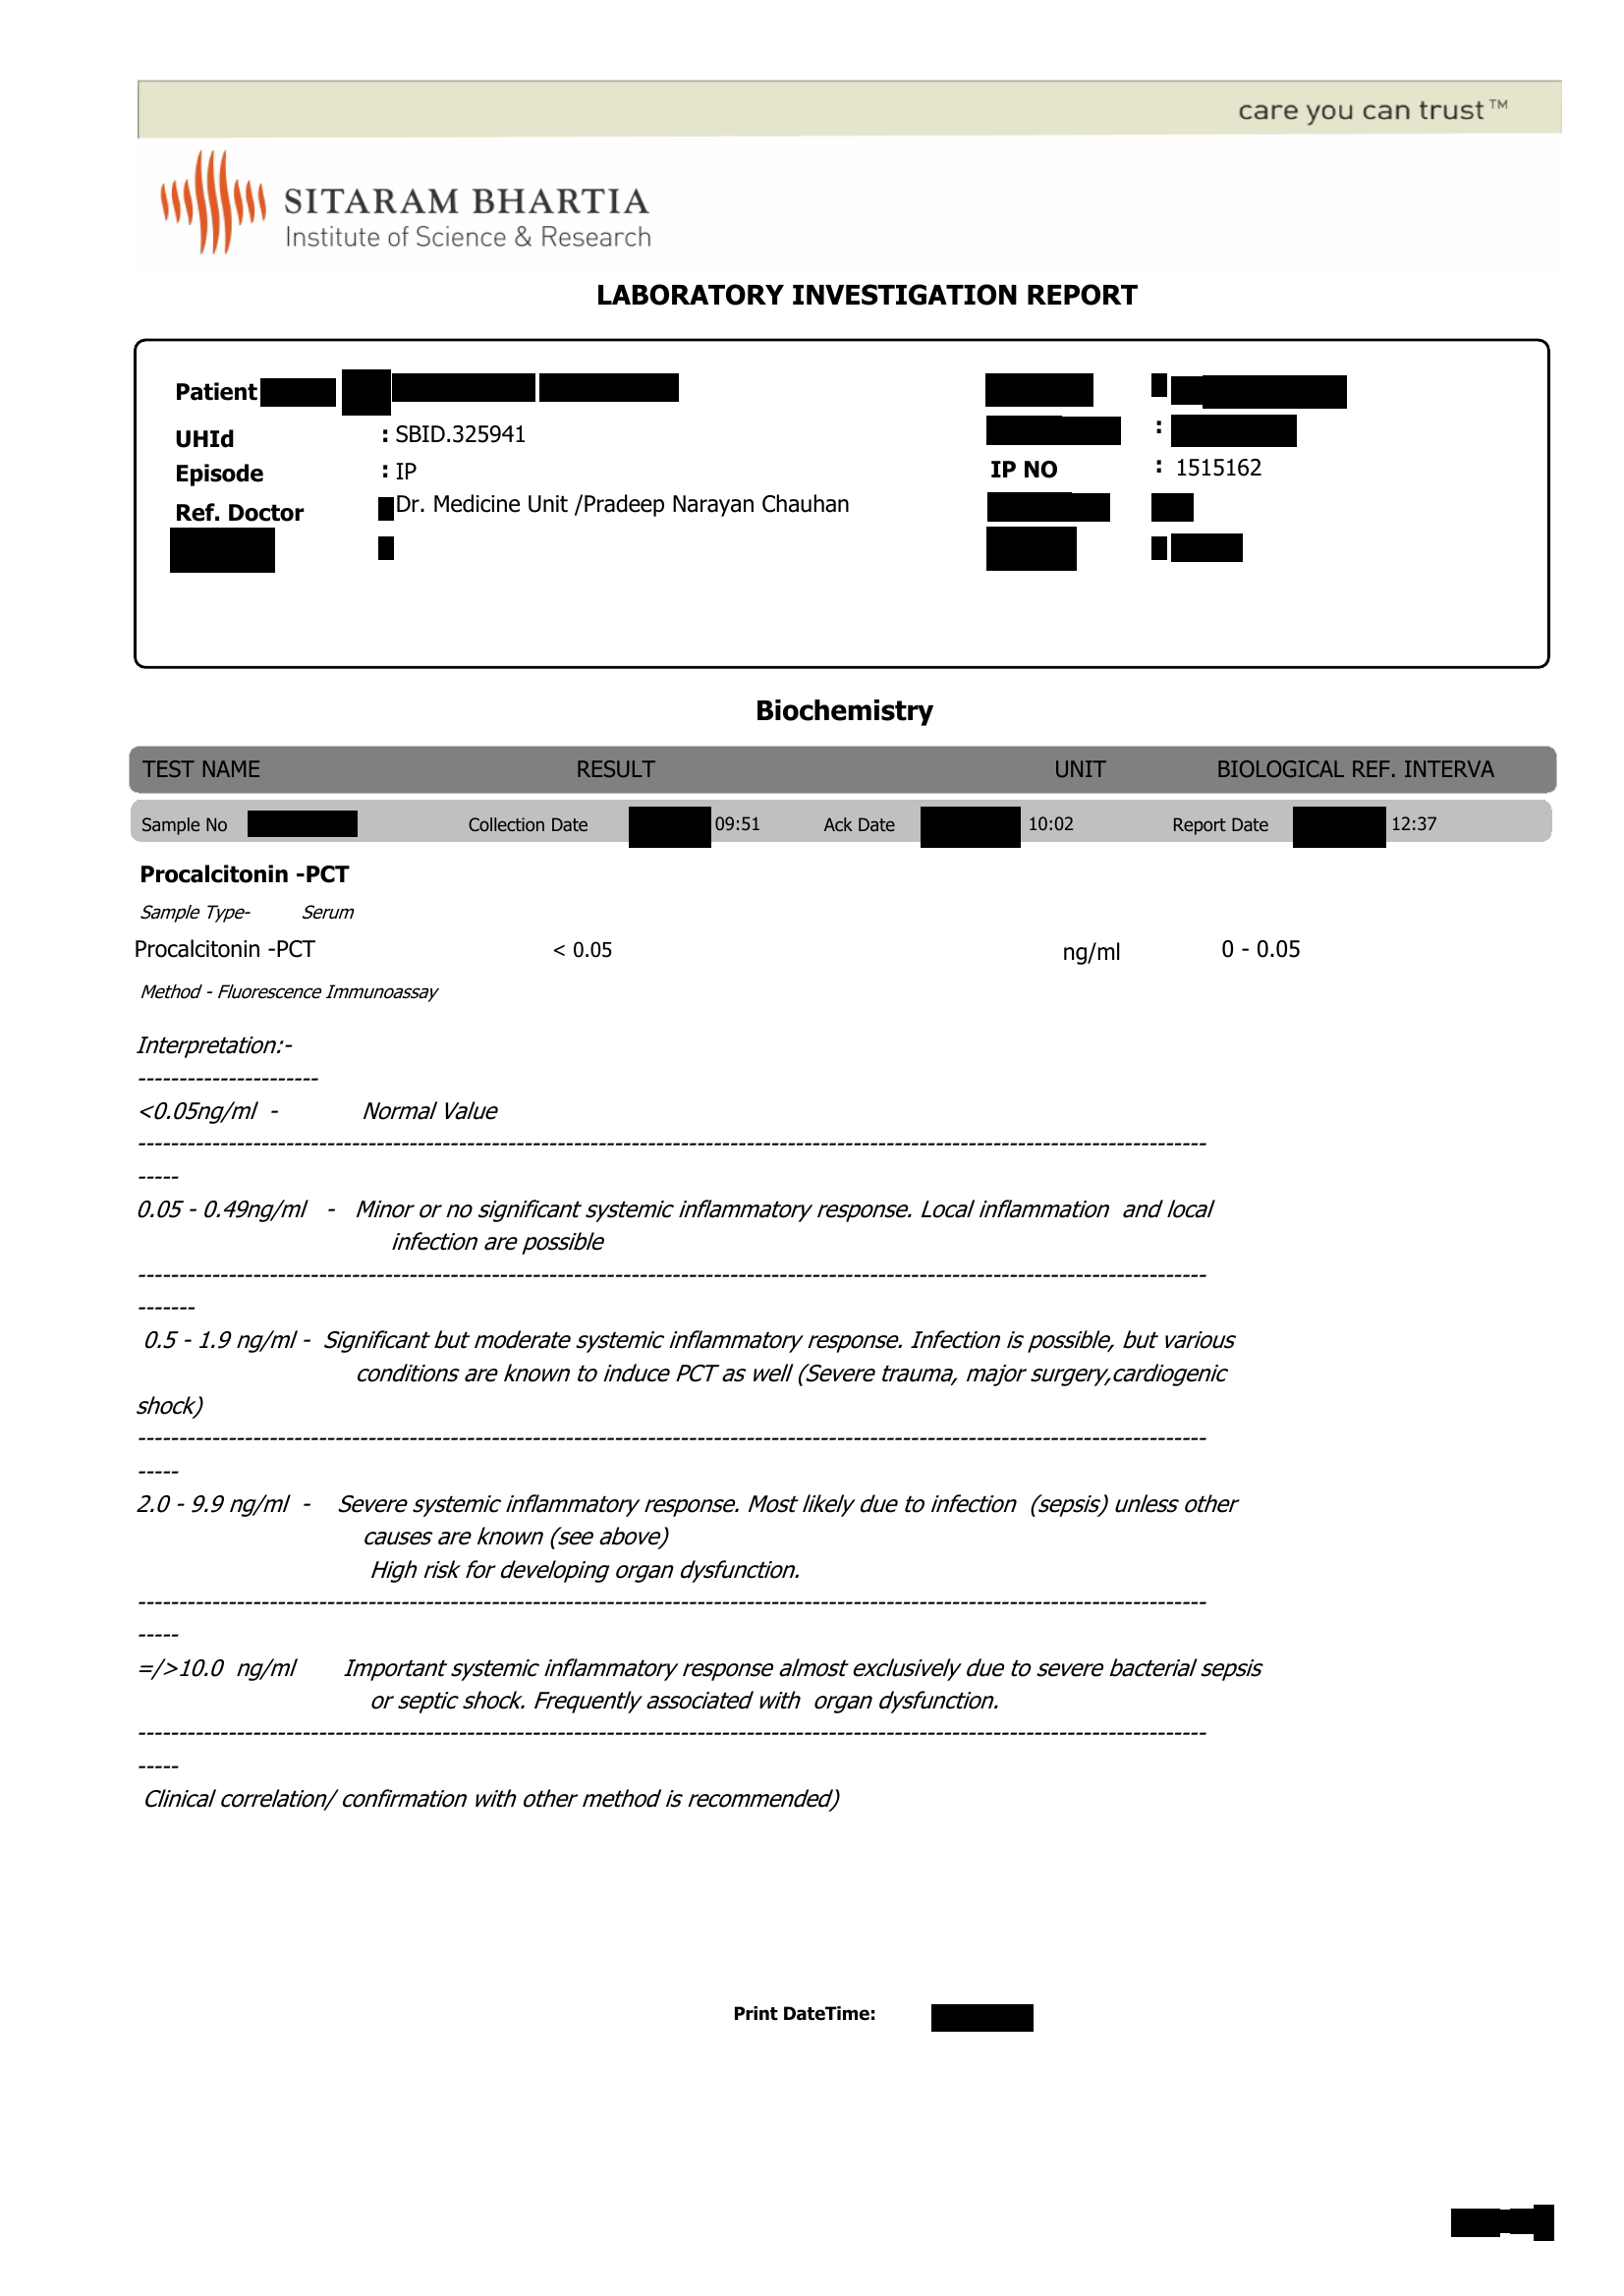 care you can trust™
SITARAM BHARTIA
Institute of Science & Research
LABORATORY INVESTIGATION REPORT
Patient
UHId : SBID.325941
Episode : IP IP NO : 1515162
Ref. Doctor Dr. Medicine Unit /Pradeep Narayan Chauhan
Biochemistry
TEST NAME RESULT UNIT BIOLOGICAL REF. INTERVA
Sample No Collection Date 09:51 Ack Date 10:02 Report Date 12:37
Procalcitonin -PCT
Sample Type- Serum
Procalcitonin -PCT < 0.05 ng/ml 0 - 0.05
Method - Fluorescence Immunoassay
Interpretation:-
----------------------
<0.05ng/ml - Normal Value
-----------------------------------------------------------------------------------------------------------------------------------
-----
0.05 - 0.49ng/ml - Minor or no significant systemic inflammatory response. Local inflammation and local
infection are possible
-----------------------------------------------------------------------------------------------------------------------------------
-------
0.5 - 1.9 ng/ml - Significant but moderate systemic inflammatory response. Infection is possible, but various
conditions are known to induce PCT as well (Severe trauma, major surgery,cardiogenic
shock)
-----------------------------------------------------------------------------------------------------------------------------------
-----
2.0 - 9.9 ng/ml - Severe systemic inflammatory response. Most likely due to infection (sepsis) unless other
causes are known (see above)
High risk for developing organ dysfunction.
-----------------------------------------------------------------------------------------------------------------------------------
-----
=/>10.0 ng/ml Important systemic inflammatory response almost exclusively due to severe bacterial sepsis
or septic shock. Frequently associated with organ dysfunction.
-----------------------------------------------------------------------------------------------------------------------------------
-----
Clinical correlation/ confirmation with other method is recommended)
Print DateTime: